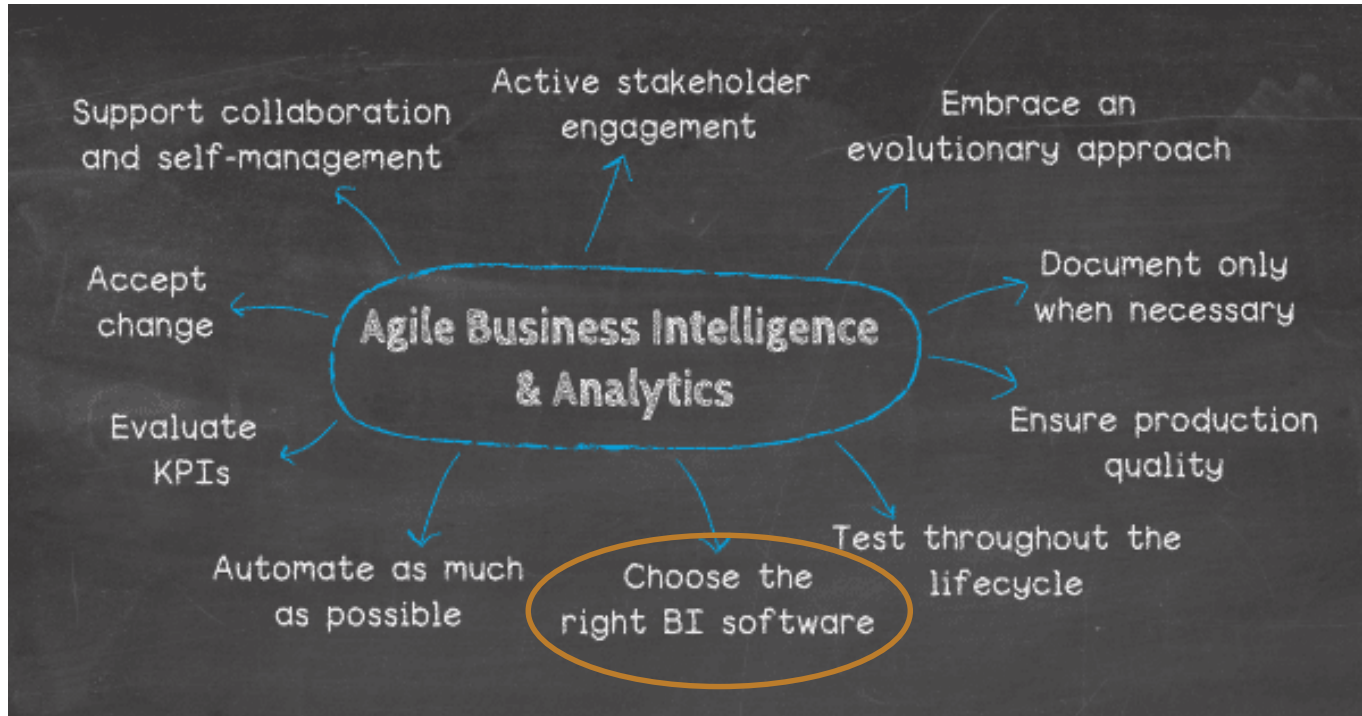 Active stakeholder
engagement
Support collaboration
and self-management
Embrace an
evolutionary approach
Accept
change
Agile Business Intelligence
& Analytics
Document only
when necessary
Evaluate
KPIs
Ensure production
quality
Automate as much
as possible
Choose the
right BI software
Test throughout the
lifecycle